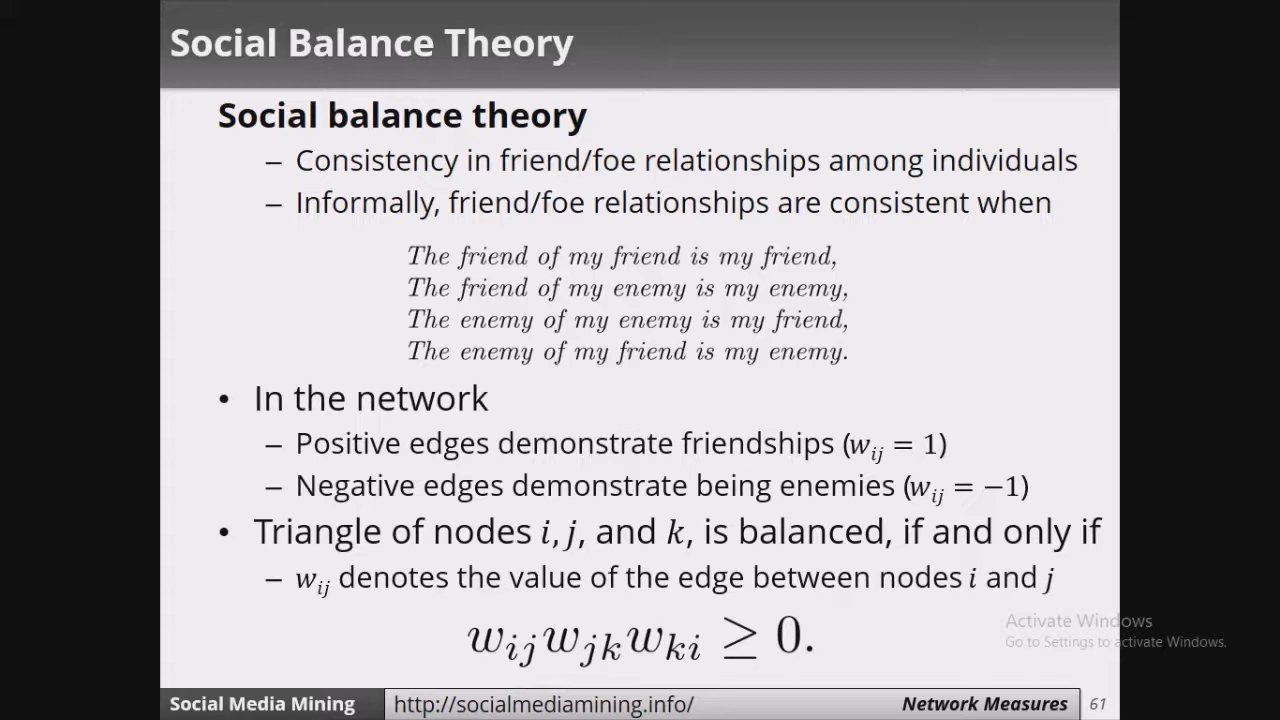 Social Balance Theory
Social balance theory
– Consistency in friend/foe relationships among individuals
– Informally, friend/foe relationships are consistent when
The friend of my friend is my friend,
The friend of my enemy is my enemy,
The enemy of my enemy is my friend,
The enemy of my friend is my enemy.
• In the network
– Positive edges demonstrate friendships (w_ij = 1)
– Negative edges demonstrate being enemies (w_ij = −1)
• Triangle of nodes i, j, and k, is balanced, if and only if
– w_ij denotes the value of the edge between nodes i and j
w_ij w_jk w_ki ≥ 0.
Activate Windows
Go to Settings to activate Windows.
Social Media Mining http://socialmediamining.info/ Network Measures 61